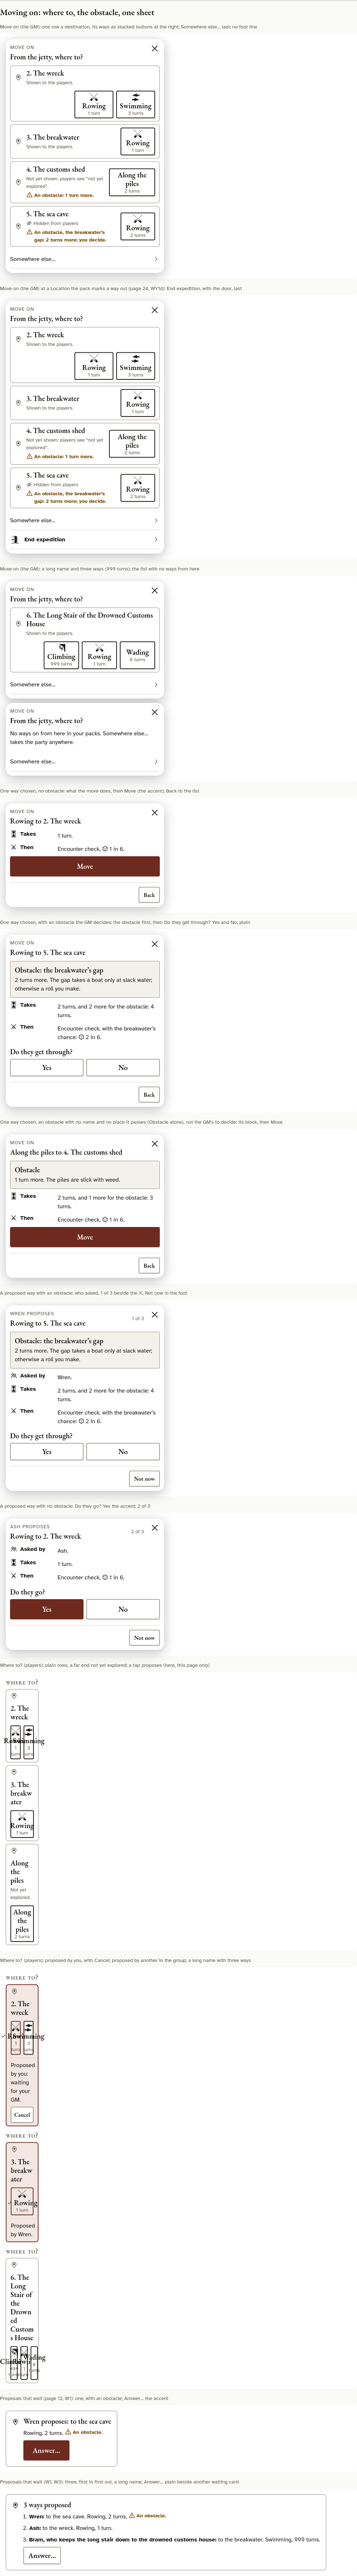 Moving on: where to, the obstacle, one sheet
Move on (the GM): one row a destination, its ways as stacked buttons at the right; Somewhere else... last; no foot line
MOVE ON
From the jetty, where to?
2. The wreck
Shown to the players.
Rowing
1 turn
Swimming
3 turns
3. The breakwater
Shown to the players.
Rowing
1 turn
4. The customs shed
Not yet shown: players see "not yet
explored".
An obstacle: 1 turn more.
Along the
piles
2 turns
5. The sea cave
Hidden from players
An obstacle, the breakwater's
gap: 2 turns more; you decide.
Rowing
2 turns
Somewhere else...
Move on (the GM) at a Location the pack marks a way out (page 24, WY1d): End expedition, with the door, last
MOVE ON
From the jetty, where to?
2. The wreck
Shown to the players.
Rowing
1 turn
Swimming
3 turns
3. The breakwater
Shown to the players.
Rowing
1 turn
4. The customs shed
Not yet shown: players see "not yet
explored".
An obstacle: 1 turn more.
Along the
piles
2 turns
5. The sea cave
Hidden from players
An obstacle, the breakwater's
gap: 2 turns more; you decide.
Rowing
2 turns
Somewhere else...
End expedition
Move on (the GM): a long name and three ways (999 turns); the list with no ways from here
MOVE ON
From the jetty, where to?
6. The Long Stair of the Drowned Customs
House
Shown to the players.
Climbing
999 turns
Rowing
1 turn
Wading
6 turns
Somewhere else...
MOVE ON
From the jetty, where to?
No ways on from here in your packs. Somewhere else...
takes the party anywhere.
Somewhere else...
One way chosen, no obstacle: what the move does, then Move (the accent); Back to the list
MOVE ON
Rowing to 2. The wreck
Takes
1 turn.
Then
Encounter check, 1 in 6.
Move
Back
One way chosen, with an obstacle the GM decides: the obstacle first, then Do they get through? Yes and No, plain
MOVE ON
Rowing to 5. The sea cave
Obstacle: the breakwater's gap
2 turns more. The gap takes a boat only at slack water;
otherwise a roll you make.
Takes
2 turns, and 2 more for the obstacle: 4
turns.
Then
Encounter check, with the breakwater's
chance: 2 in 6.
Do they get through?
Yes
No
Back
One way chosen, an obstacle with no name and no place it passes (Obstacle alone), not the GM's to decide: its block, then Move
MOVE ON
Along the piles to 4. The customs shed
Obstacle
1 turn more. The piles are slick with weed.
Takes
2 turns, and 1 more for the obstacle: 3
turns.
Then
Encounter check, 1 in 6.
Move
Back
A proposed way with an obstacle: who asked, 1 of 3 beside the X, Not now in the foot
WREN PROPOSES
1 of 3
Rowing to 5. The sea cave
Obstacle: the breakwater's gap
2 turns more. The gap takes a boat only at slack water;
otherwise a roll you make.
Asked by
Wren.
Takes
2 turns, and 2 more for the obstacle: 4
turns.
Then
Encounter check, with the breakwater's
chance: 2 in 6.
Do they get through?
Yes
No
Not now
A proposed way with no obstacle: Do they go? Yes the accent; 2 of 3
ASH PROPOSES
2 of 3
Rowing to 2. The wreck
Asked by
Ash.
Takes
1 turn.
Then
Encounter check, 1 in 6.
Do they go?
Yes
No
Not now
Where to? (players): plain rows, a far end not yet explored; a tap proposes (here, this page only)
WHERE TO?
2. The
wreck
Swimming
3. The
breakw
ater
Rowing
1 turn
Along
the
piles
Not yet
explored.
Along
the
piles
2 turns
Where to? (players): proposed by you, with Cancel; proposed by another in the group; a long name with three ways
WHERE TO?
2. The
wreck
Proposed
by you:
waiting
for your
GM.
Cancel
WHERE TO?
3. The
breakw
ater
Rowing
1 turn
Proposed
by Wren.
WHERE TO?
6. The
Long
Stair of
the
Drown
ed
Custom
s House
Proposals that wait (page 12, W1): one, with an obstacle; Answer... the accent
Wren proposes: to the sea cave
Rowing, 2 turns. An obstacle.
Answer...
Proposals that wait (W1, W3): three, first in first out, a long name; Answer... plain beside another waiting card
3 ways proposed
1. Wren: to the sea cave. Rowing, 2 turns. An obstacle.
2. Ash: to the wreck. Rowing, 1 turn.
3. Bram, who keeps the long stair down to the drowned customs house: to the breakwater. Swimming, 999 turns.
Answer...